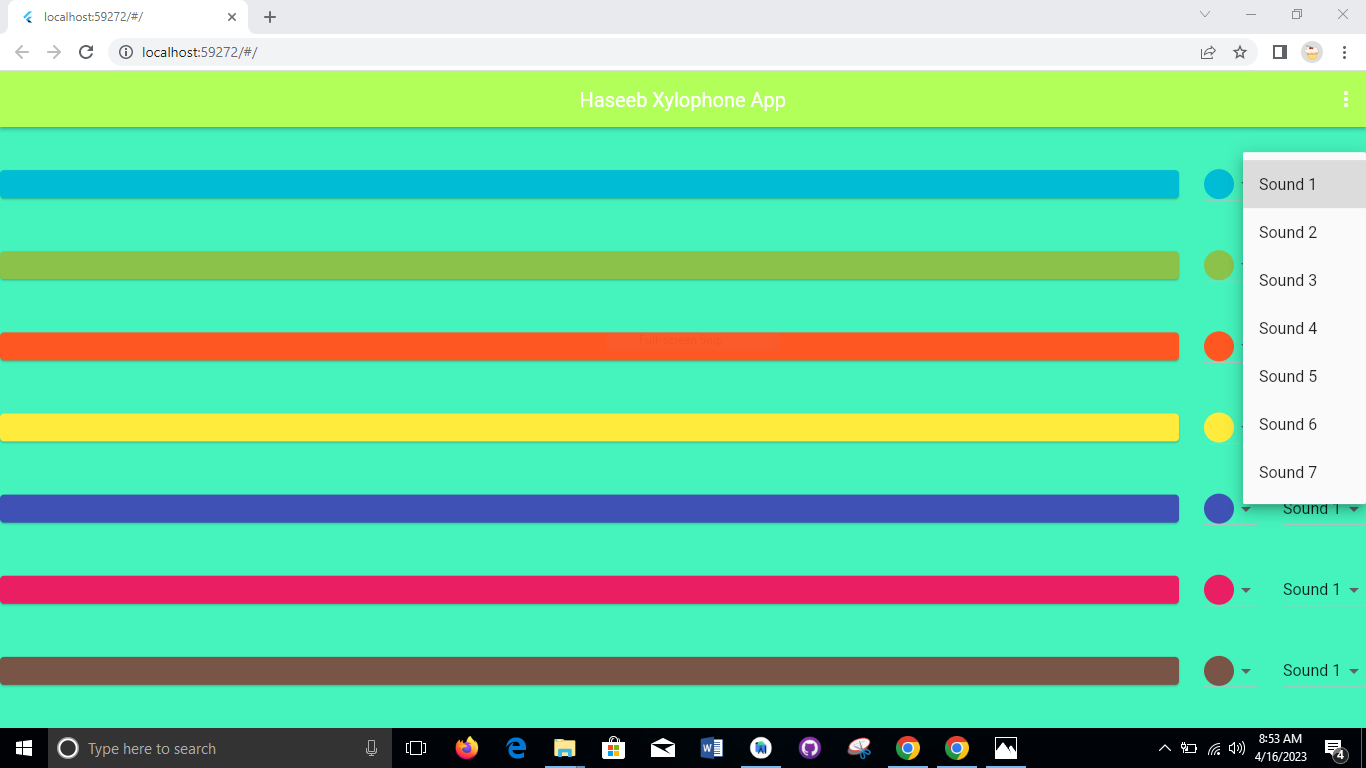 localhost:59272/#/
localhost:59272/#/
Haseeb Xylophone App
Sound 1
Sound 2
Sound 3
Sound 4
Sound 5
Sound 6
Sound 7
Sound 1
Sound 1
Sound 1
Type here to search
8:53 AM
4/16/2023
4